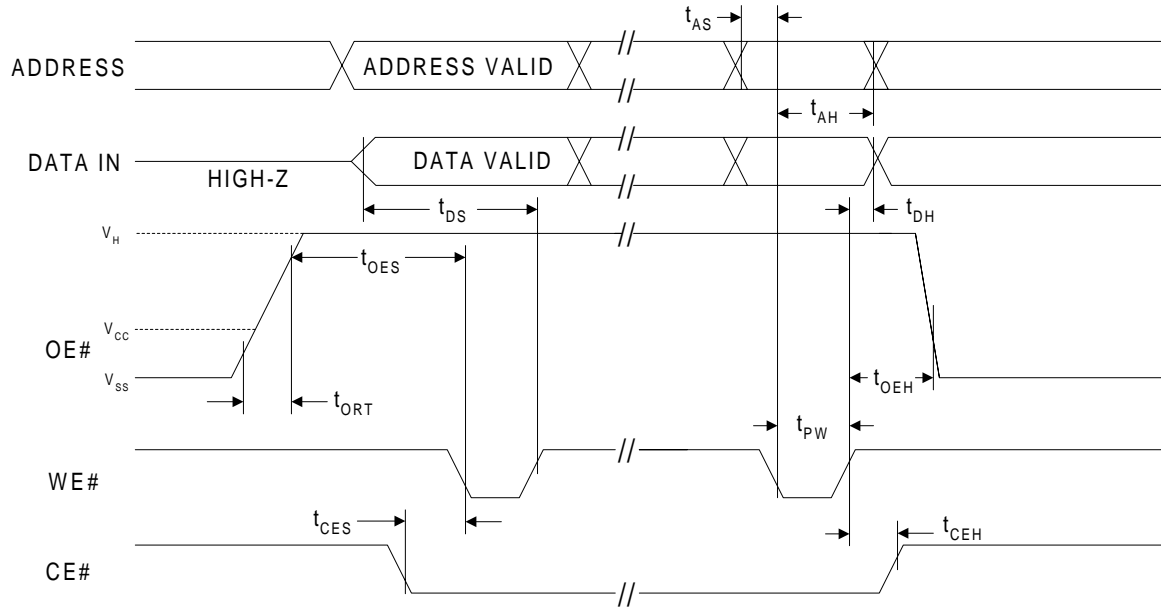 tAS
ADDRESS
ADDRESS VALID
tAH
DATA IN
HIGH-Z
DATA VALID
tDS
tDH
VH
tOES
VCC
OE#
VSS
tORT
tOEH
tPW
WE#
tCES
tCEH
CE#